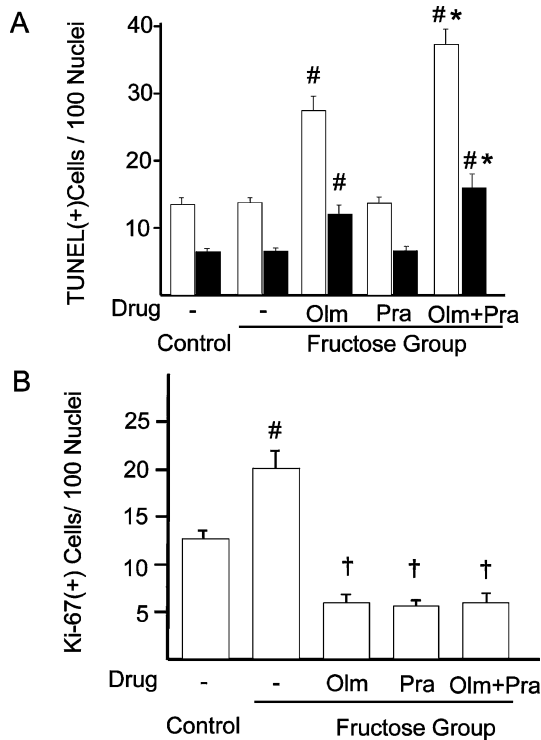 A
TUNEL(+)Cells / 100 Nuclei
40
30
20
10
#
#
#
# *
# *
Drug - - Olm Pra Olm+Pra
Control Fructose Group
B
Ki-67(+) Cells/ 100 Nuclei
25
20
15
10
5
#
† † †
Drug - - Olm Pra Olm+Pra
Control Fructose Group